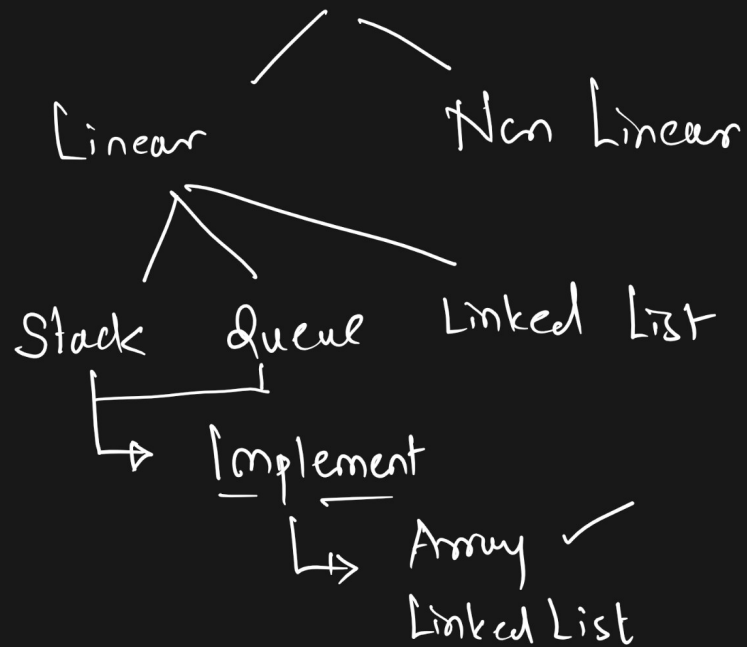 Linear Non Linear
Stack Queue Linked List
Implement
Array
Linked List